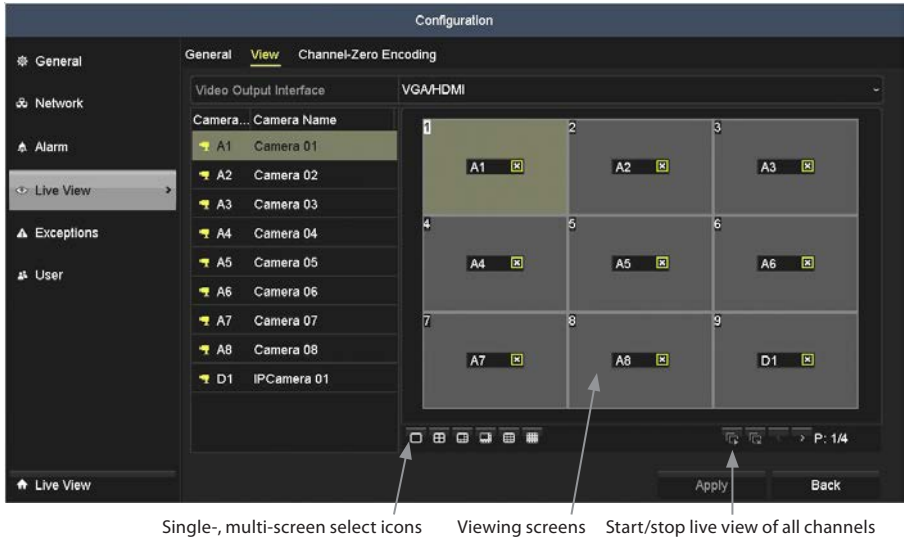 Configuration
General
Network
Alarm
Live View
Exceptions
User
Live View
General View Channel-Zero Encoding
Video Output Interface VGA/HDMI
Camera... Camera Name
A1 Camera 01
A2 Camera 02
A3 Camera 03
A4 Camera 04
A5 Camera 05
A6 Camera 06
A7 Camera 07
A8 Camera 08
D1 IPCamera 01
1 2 3
A1 A2 A3
4 5 6
A4 A5 A6
7 8 9
A7 A8 D1
P: 1/4
Apply Back
Single-, multi-screen select icons Viewing screens Start/stop live view of all channels